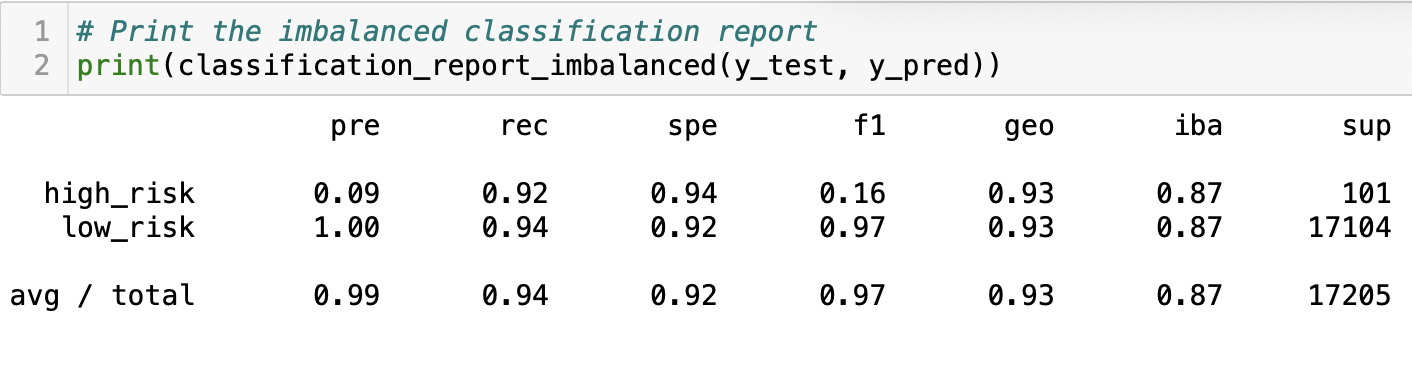 1 # Print the imbalanced classification report
2 print(classification_report_imbalanced(y_test, y_pred))
pre rec spe f1 geo iba sup
high_risk 0.09 0.92 0.94 0.16 0.93 0.87 101
low_risk 1.00 0.94 0.92 0.97 0.93 0.87 17104
avg / total 0.99 0.94 0.92 0.97 0.93 0.87 17205